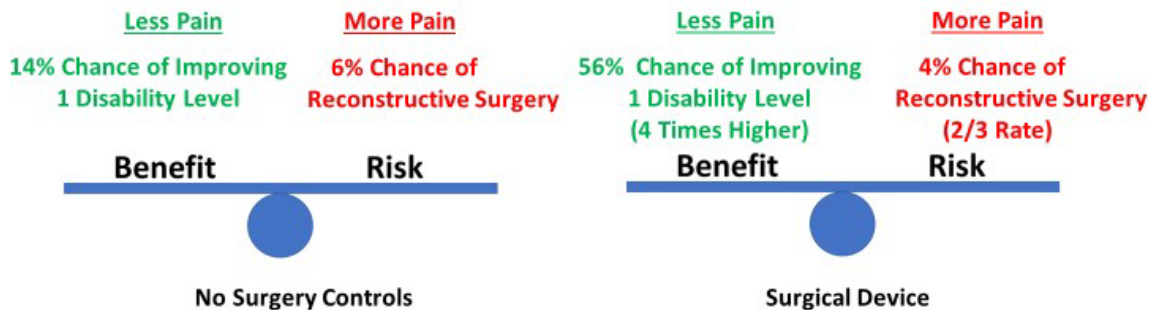 Less Pain
More Pain
14% Chance of Improving
1 Disability Level
6% Chance of
Reconstructive Surgery
Benefit
Risk
No Surgery Controls
Less Pain
More Pain
56% Chance of Improving
1 Disability Level
(4 Times Higher)
4% Chance of
Reconstructive Surgery
(2/3 Rate)
Benefit
Risk
Surgical Device